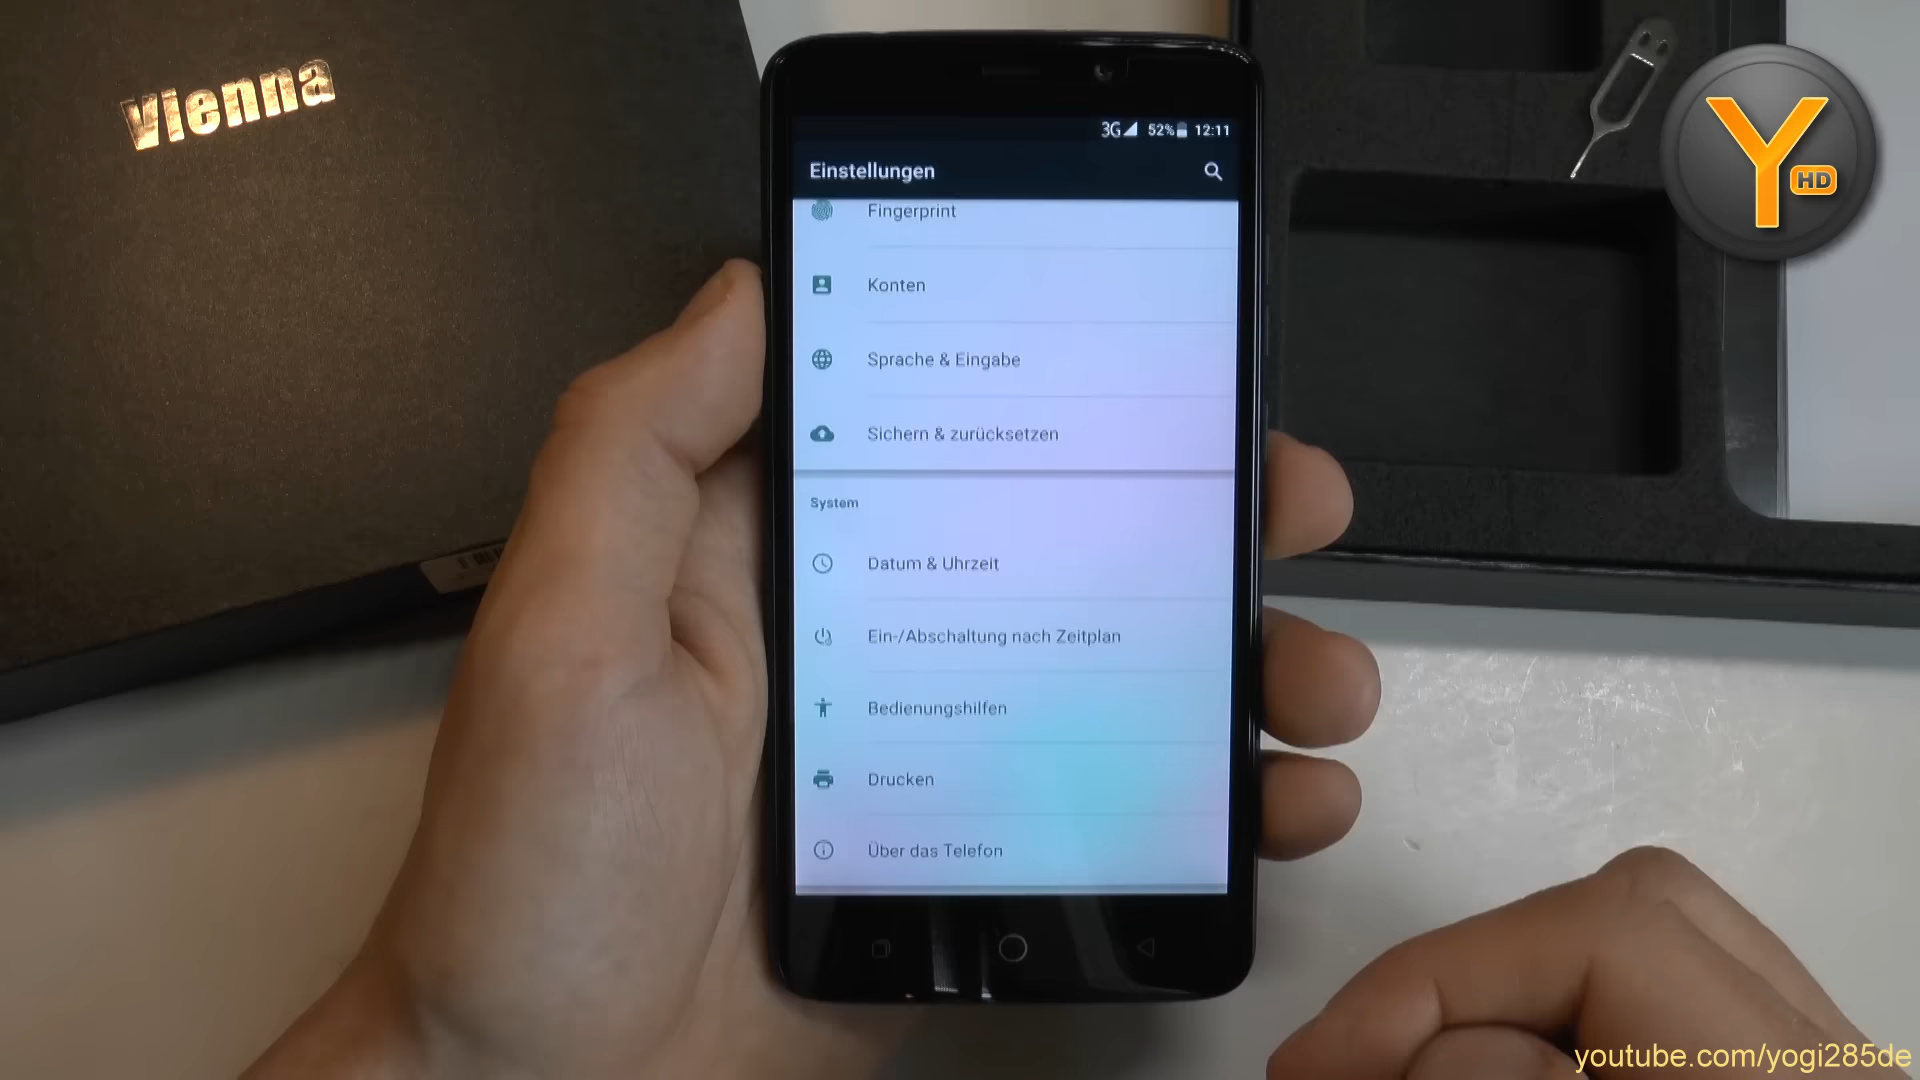 Vienna
3G 52% 12:11
Einstellungen
Fingerprint
Konten
Sprache & Eingabe
Sichern & zurücksetzen
System
Datum & Uhrzeit
Ein-/Abschaltung nach Zeitplan
Bedienungshilfen
Drucken
Über das Telefon
Y HD
youtube.com/yogi285de